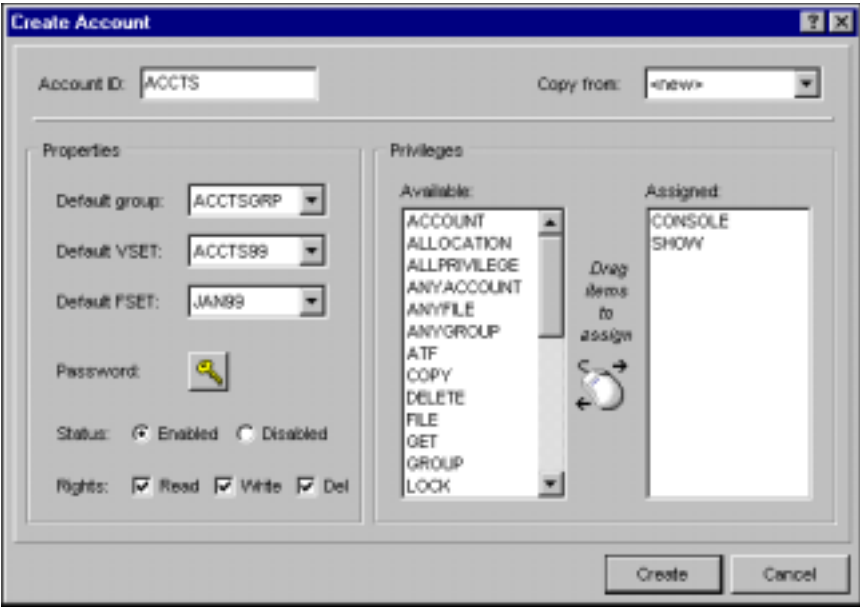 Create Account
Account ID: ACCTS
Copy from: <new>
Properties
Default group: ACCTSGRP
Default VSET: ACCTS99
Default FSET: JAN99
Password:
Status: Enabled Disabled
Rights: Read Write Del
Privileges
Available:
ACCOUNT
ALLOCATION
ALLPRIVILEGE
ANYACCOUNT
ANYFILE
ANYGROUP
ATF
COPY
DELETE
FILE
GET
GROUP
LOCK
Drag
items
to
assign
Assigned:
CONSOLE
SHOW
Create
Cancel